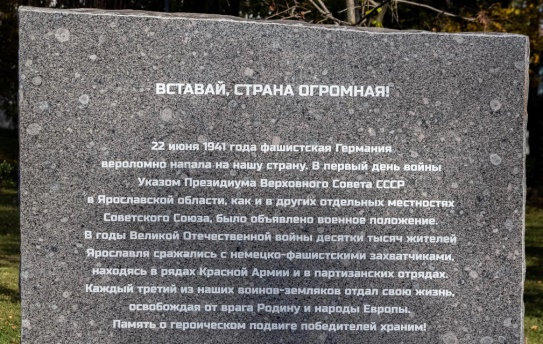 ВСТАВАЙ, СТРАНА ОГРОМНАЯ!
22 июня 1941 года фашистская Германия
вероломно напала на нашу страну. В первый день войны
Указом Президиума Верховного Совета СССР
в Ярославской области, как и в других отдельных местностях
Советского Союза, было объявлено военное положение.
В годы Великой Отечественной войны десятки тысяч жителей
Ярославля сражались с немецко-фашистскими захватчиками,
находясь в рядах Красной Армии и в партизанских отрядах.
Каждый третий из наших воинов-земляков отдал свою жизнь,
освобождая от врага Родину и народы Европы.
Память о героическом подвиге победителей храним!